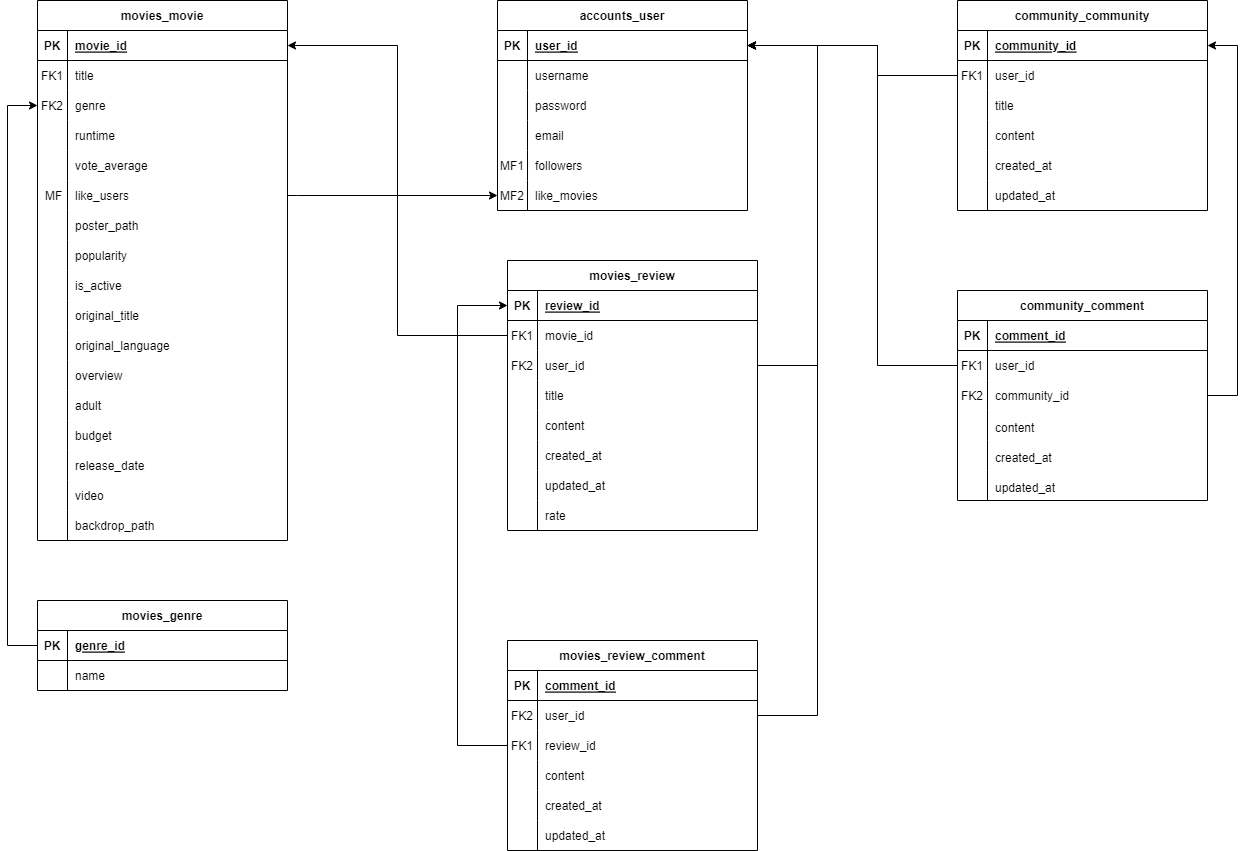 movies_movie
PK movie_id
FK1 title
FK2 genre
runtime
vote_average
MF like_users
poster_path
popularity
is_active
original_title
original_language
overview
adult
budget
release_date
video
backdrop_path
movies_genre
PK genre_id
name
accounts_user
PK user_id
username
password
email
MF1 followers
MF2 like_movies
movies_review
PK review_id
FK1 movie_id
FK2 user_id
title
content
created_at
updated_at
rate
movies_review_comment
PK comment_id
FK2 user_id
FK1 review_id
content
created_at
updated_at
community_community
PK community_id
FK1 user_id
title
content
created_at
updated_at
community_comment
PK comment_id
FK1 user_id
FK2 community_id
content
created_at
updated_at